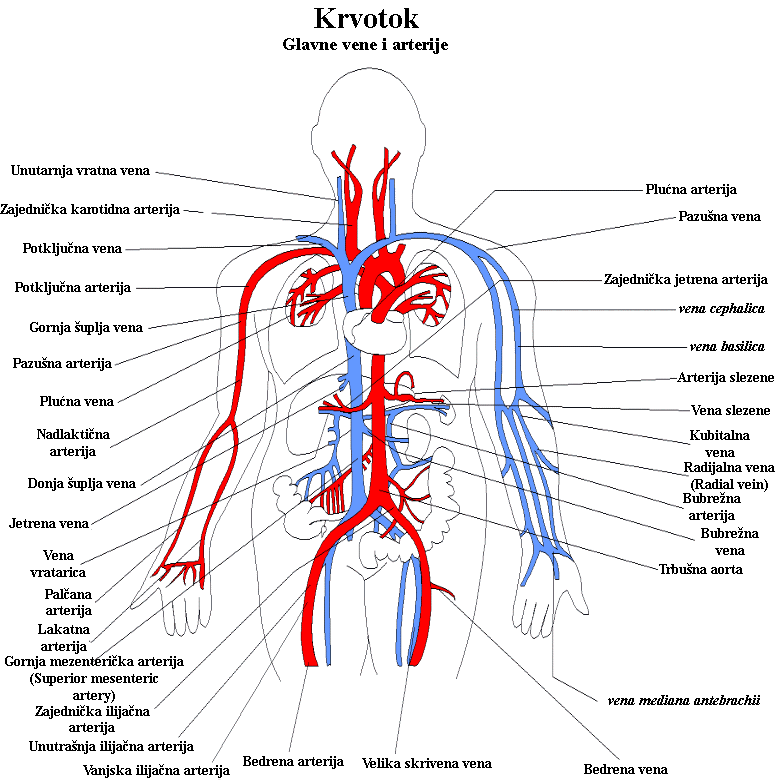 Krvotok
Glavne vene i arterije
Unutarnja vratna vena
Zajednička karotidna arterija
Potključna vena
Potključna arterija
Gornja šuplja vena
Pazušna arterija
Plućna vena
Nadlaktična
arterija
Donja šuplja vena
Jetrena vena
Vena
vratarica
Palčana
arterija
Lakatna
arterija
Gornja mezenterička arterija
(Superior mesenteric
artery)
Zajednička ilijačna
arterija
Unutrašnja ilijačna arterija
Vanjska ilijačna arterija
Bedrena arterija
Velika skrivena vena
Bedrena vena
Plućna arterija
Pazušna vena
Zajednička jetrena arterija
vena cephalica
vena basilica
Arterija slezene
Vena slezene
Kubitalna
vena
Radijalna vena
(Radial vein)
Bubrežna
arterija
Bubrežna
vena
Trbušna aorta
vena mediana antebrachii